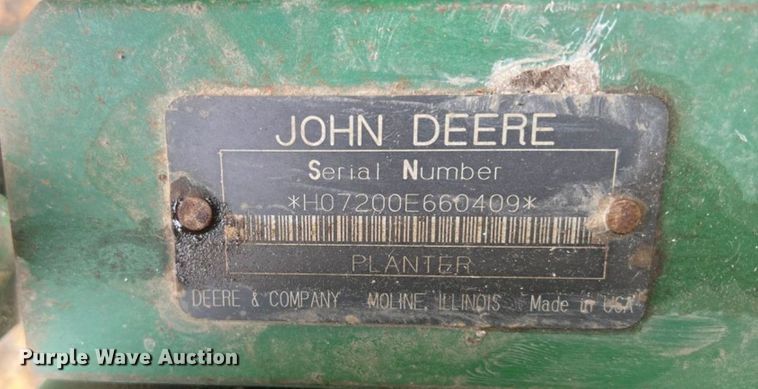 JOHN DEERE
Serial Number
*H07200E660409*
PLANTER
DEERE & COMPANY MOLINE, ILLINOIS Made in USA
Purple Wave Auction